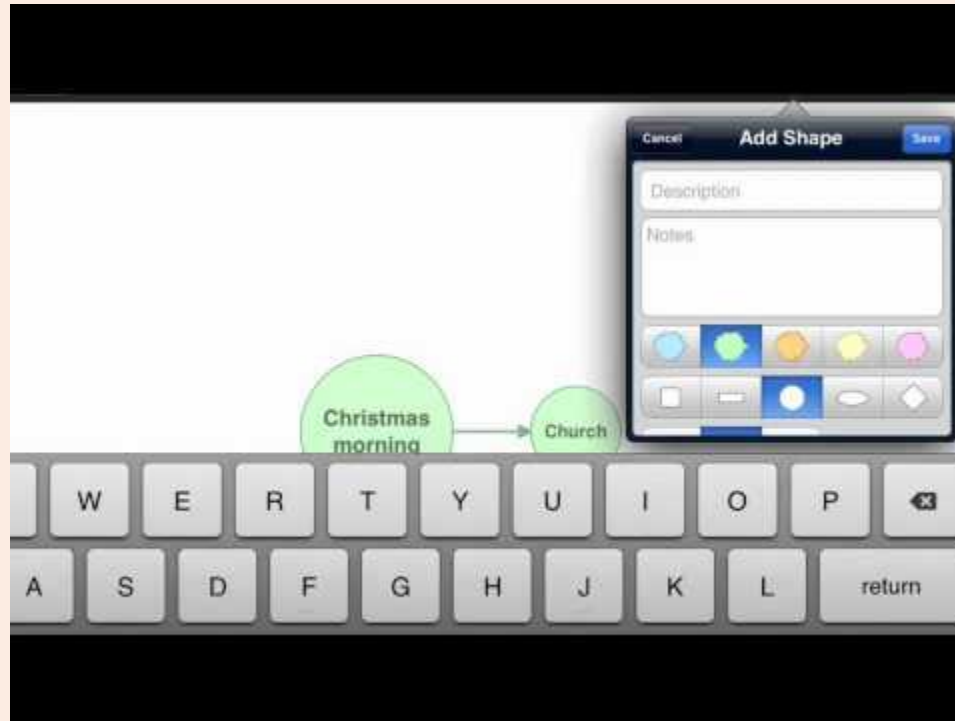 Cancel Add Shape Save
Description
Notes
Christmas
morning
Church
W E R T Y U I O P
A S D F G H J K L return